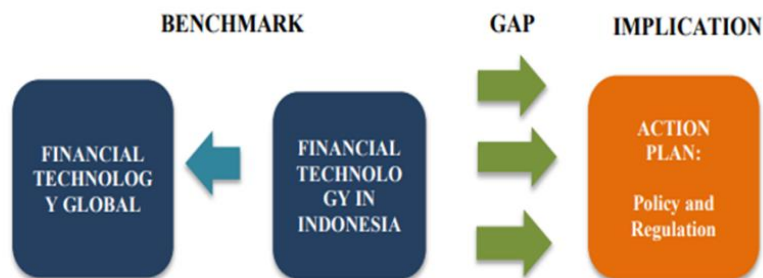 BENCHMARK
GAP
IMPLICATION
FINANCIAL
TECHNOLOG
Y GLOBAL
FINANCIAL
TECHNOLO
GY IN
INDONESIA
ACTION
PLAN:
Policy and
Regulation